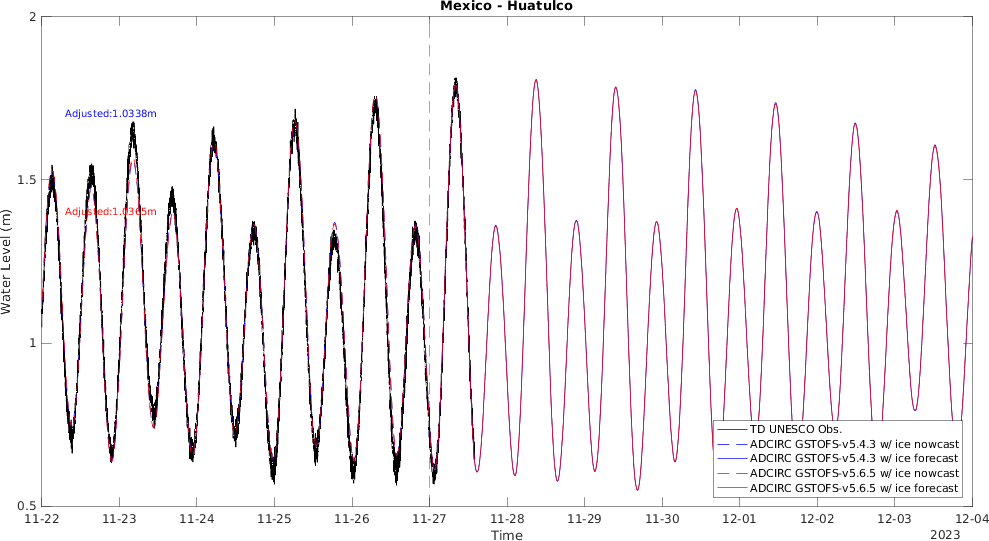 Mexico - Huatulco
2
1.5
1
0.5
Water Level (m)
Adjusted:1.0338m
Adjusted:1.0365m
TD UNESCO Obs.
ADCIRC GSTOFS-v5.4.3 w/ ice nowcast
ADCIRC GSTOFS-v5.4.3 w/ ice forecast
ADCIRC GSTOFS-v5.6.5 w/ ice nowcast
ADCIRC GSTOFS-v5.6.5 w/ ice forecast
11-22 11-23 11-24 11-25 11-26 11-27 11-28 11-29 11-30 12-01 12-02 12-03 12-04
Time
2023